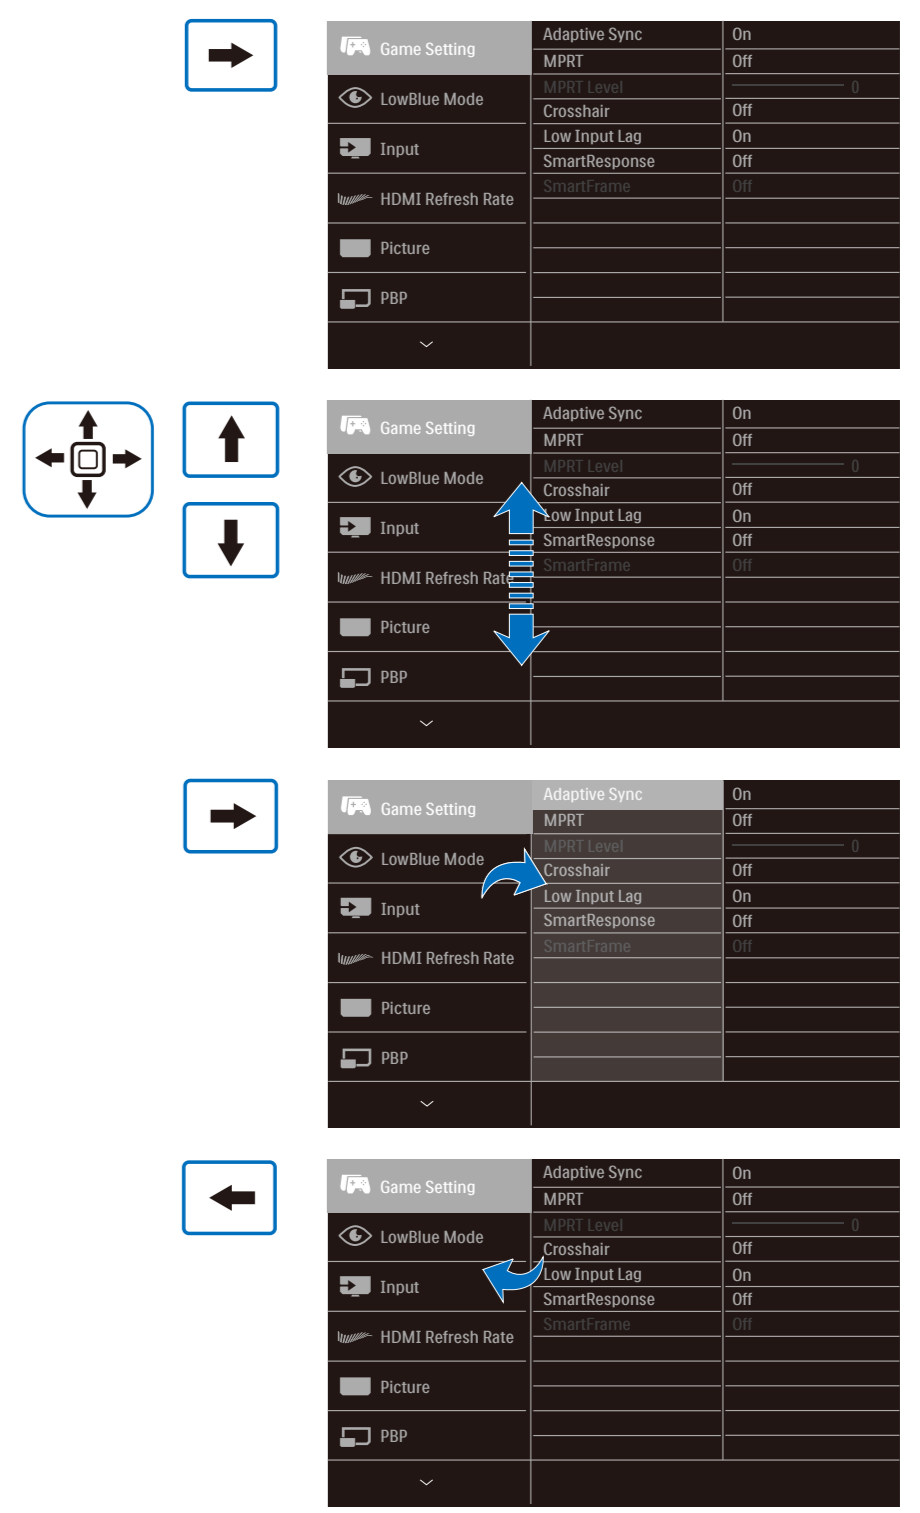 Game Setting
LowBlue Mode
Input
HDMI Refresh Rate
Picture
PBP
Adaptive Sync On
MPRT Off
MPRT Level 0
Crosshair Off
Low Input Lag On
SmartResponse Off
SmartFrame Off
Game Setting
LowBlue Mode
Input
HDMI Refresh Rate
Picture
PBP
Adaptive Sync On
MPRT Off
MPRT Level 0
Crosshair Off
Low Input Lag On
SmartResponse Off
SmartFrame Off
Game Setting
LowBlue Mode
Input
HDMI Refresh Rate
Picture
PBP
Adaptive Sync On
MPRT Off
MPRT Level 0
Crosshair Off
Low Input Lag On
SmartResponse Off
SmartFrame Off
Game Setting
LowBlue Mode
Input
HDMI Refresh Rate
Picture
PBP
Adaptive Sync On
MPRT Off
MPRT Level 0
Crosshair Off
Low Input Lag On
SmartResponse Off
SmartFrame Off